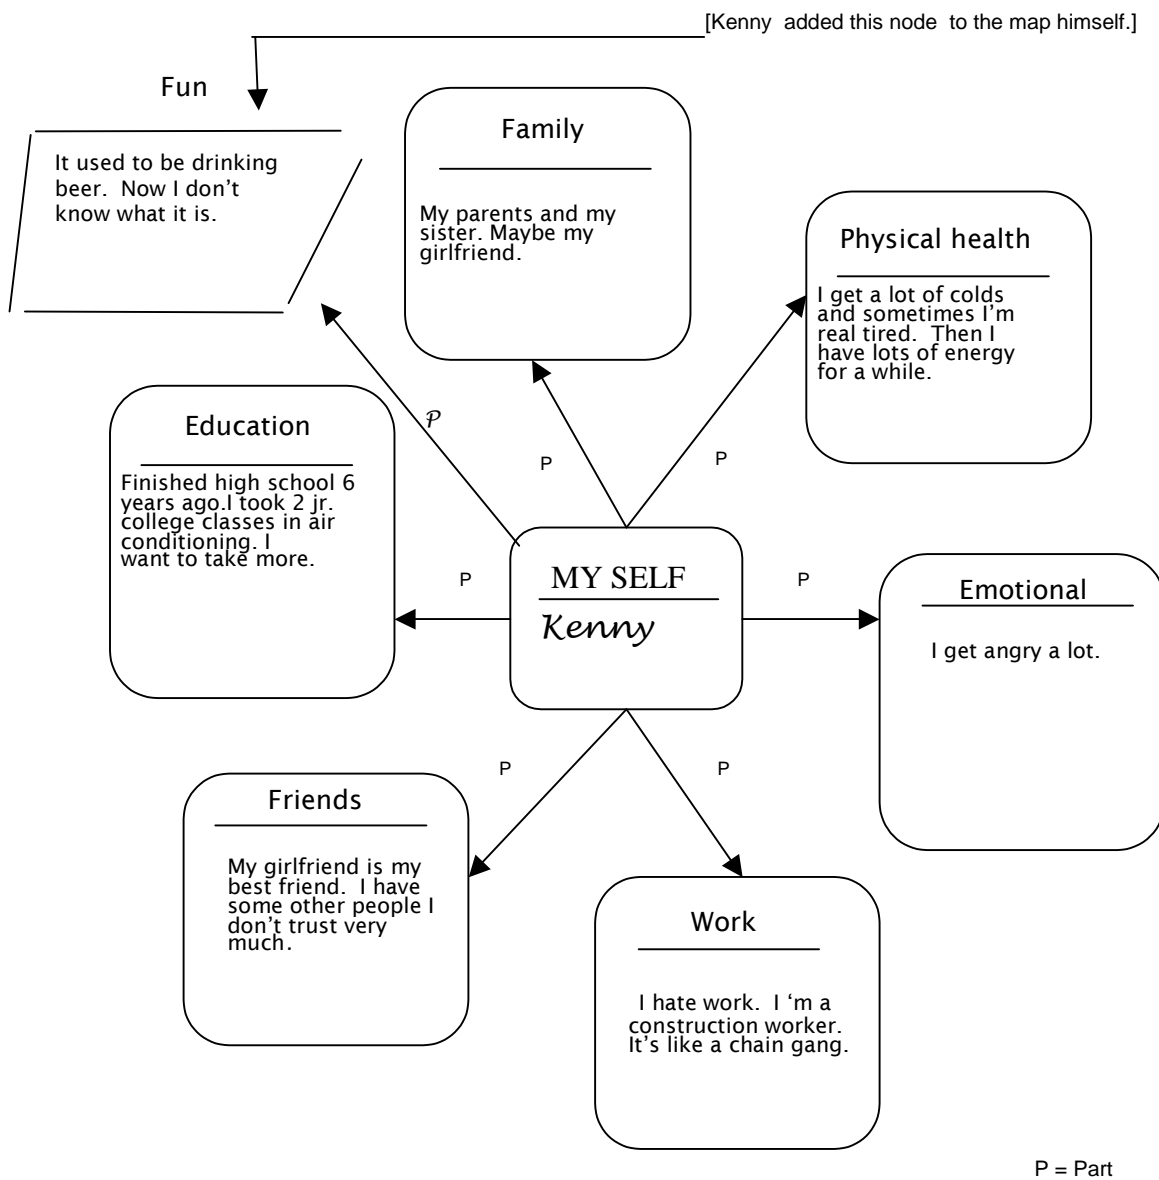 [Kenny  added this node  to the map himself.]
Fun
It used to be drinking
beer.  Now I don’t
know what it is.
Family
My parents and my
sister. Maybe my
girlfriend.
Physical health
I get a lot of colds
and sometimes I’m
real tired.  Then I
have lots of energy
for a while.
P
P
P
Education
Finished high school 6
years ago.I took 2 jr.
college classes in air
conditioning. I
want to take more.
P
MY SELF
Kenny
P
Emotional
I get angry a lot.
P
P
Friends
My girlfriend is my
best friend.  I have
some other people I
don’t trust very
much.
Work
I hate work.  I ‘m a
construction worker.
It’s like a chain gang.
P = Part